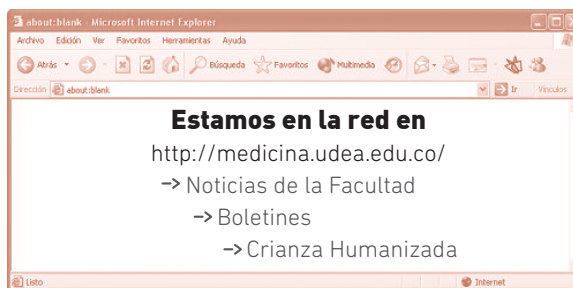 about:blank - Microsoft Internet Explorer
Archivo Edición Ver Favoritos Herramientas Ayuda
Atrás Búsqueda Favoritos Multimedia
Dirección about:blank Ir Vínculos
Estamos en la red en
http://medicina.udea.edu.co/
–> Noticias de la Facultad
–> Boletines
–> Crianza Humanizada
Listo Internet